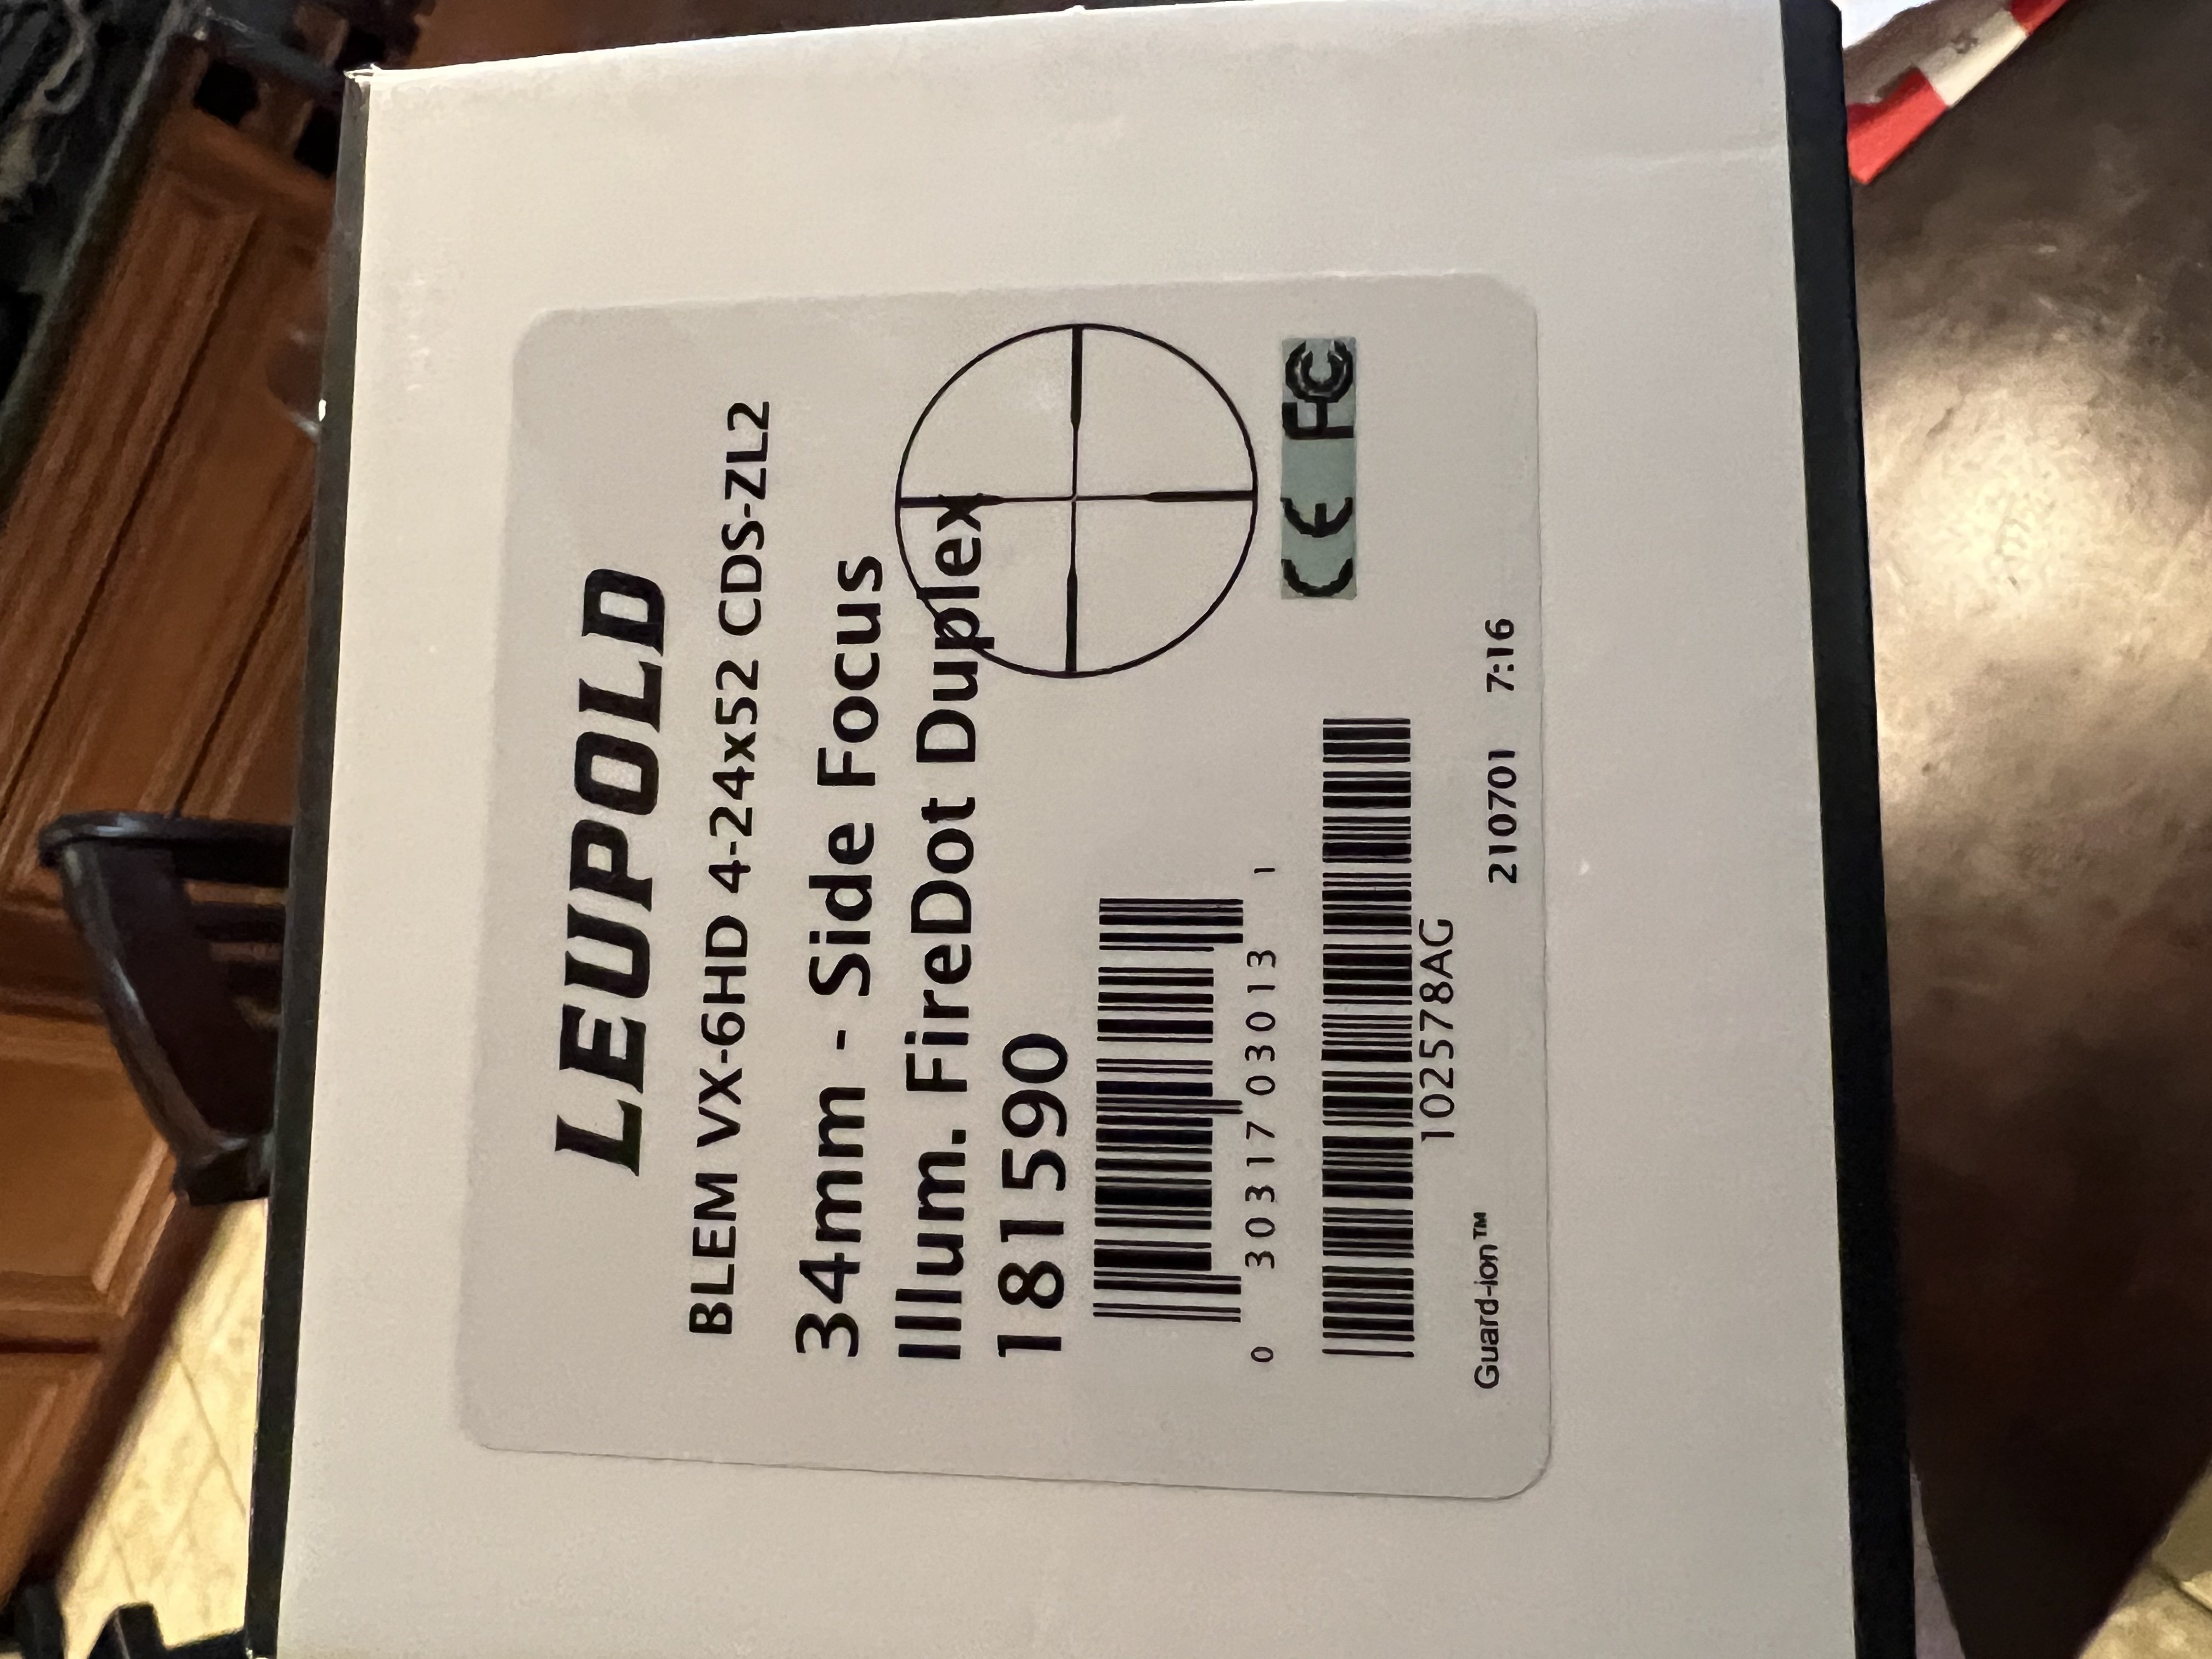 LEUPOLD
BLEM VX-6HD 4-24x52 CDS-ZL2
34mm - Side Focus
Illum. FireDot Duplex
181590
0 30317 03013 1
CE FC
102578AG
Guard-ion™ 210701 7:16